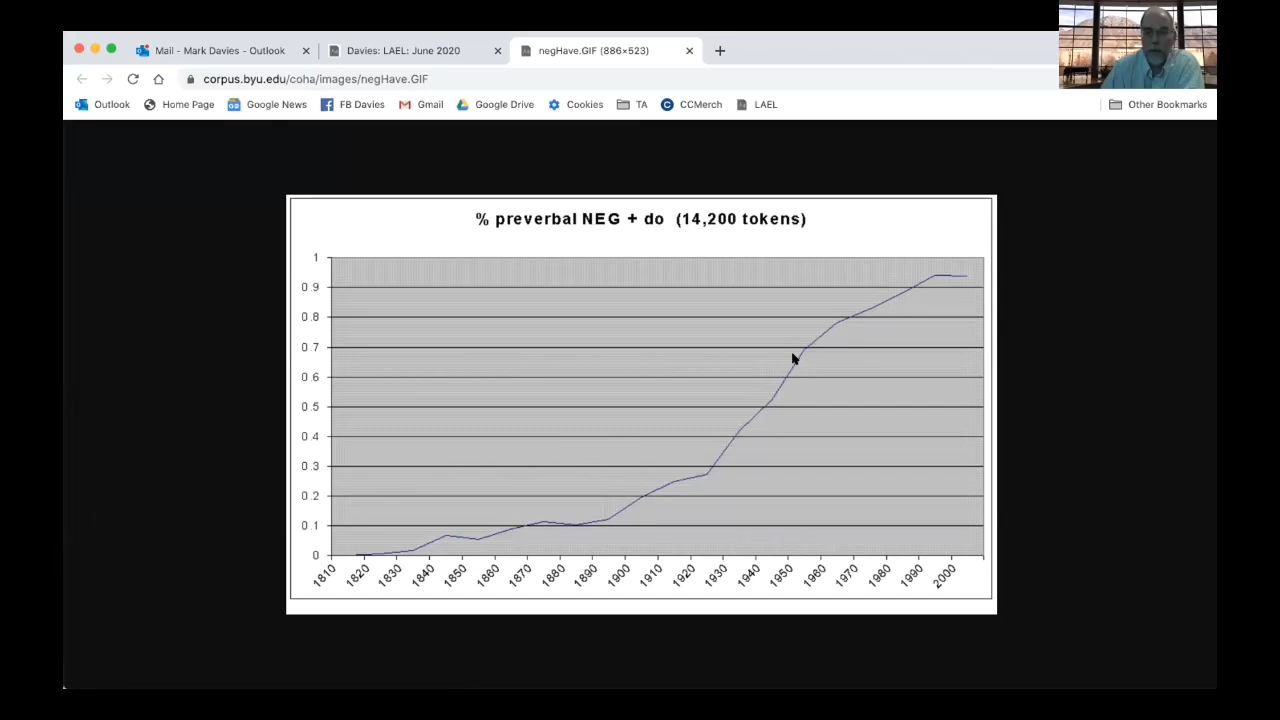 Mail - Mark Davies - Outlook
Davies: LAEL: June 2020
negHave.GIF (886×523)
corpus.byu.edu/coha/images/negHave.GIF
Outlook Home Page Google News FB Davies Gmail Google Drive Cookies TA CCMerch LAEL Other Bookmarks
% preverbal NEG + do (14,200 tokens)
1
0.9
0.8
0.7
0.6
0.5
0.4
0.3
0.2
0.1
0
1810 1820 1830 1840 1850 1860 1870 1880 1890 1900 1910 1920 1930 1940 1950 1960 1970 1980 1990 2000